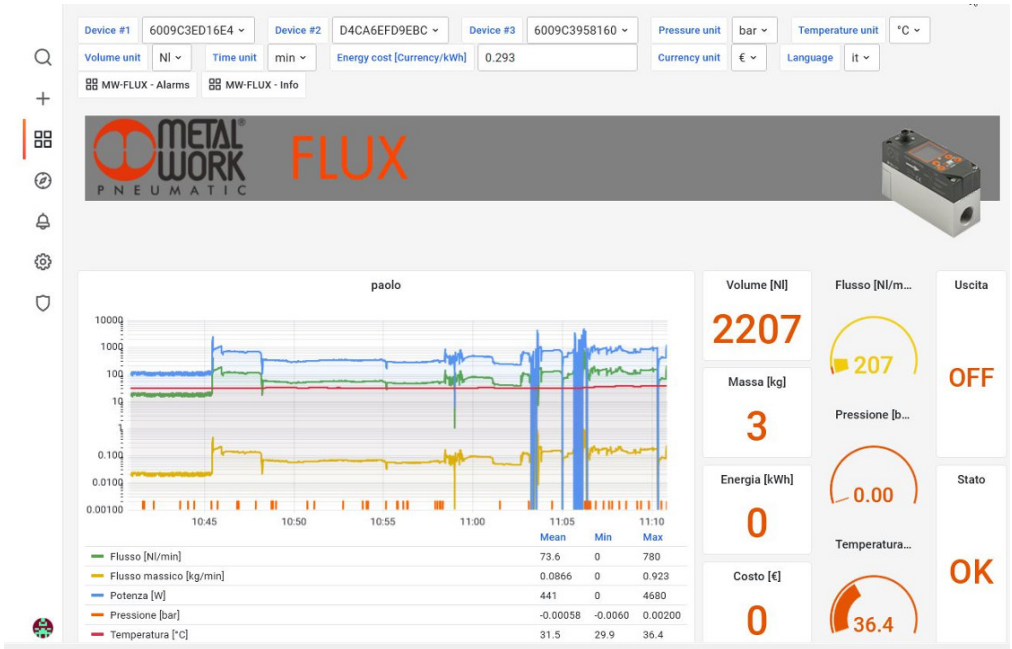 Device #1 6009C3ED16E4 Device #2 D4CA6EFD9EBC Device #3 6009C3958160 Pressure unit bar Temperature unit °C
Volume unit Nl Time unit min Energy cost [Currency/kWh] 0.293 Currency unit € Language it
MW-FLUX - Alarms MW-FLUX - Info
METAL
WORK
PNEUMATIC
FLUX
paolo
10000
1000
100
10
1
0.100
0.0100
0.00100
10:45 10:50 10:55 11:00 11:05 11:10
Mean Min Max
Flusso [Nl/min] 73.6 0 780
Flusso massico [kg/min] 0.0866 0 0.923
Potenza [W] 441 0 4680
Pressione [bar] -0.00058 -0.0060 0.00200
Temperatura [°C] 31.5 29.9 36.4
Volume [Nl]
2207
Massa [kg]
3
Energia [kWh]
0
Costo [€]
0
Flusso [Nl/m...
207
Pressione [b...
0.00
Temperatura...
36.4
Uscita
OFF
Stato
OK